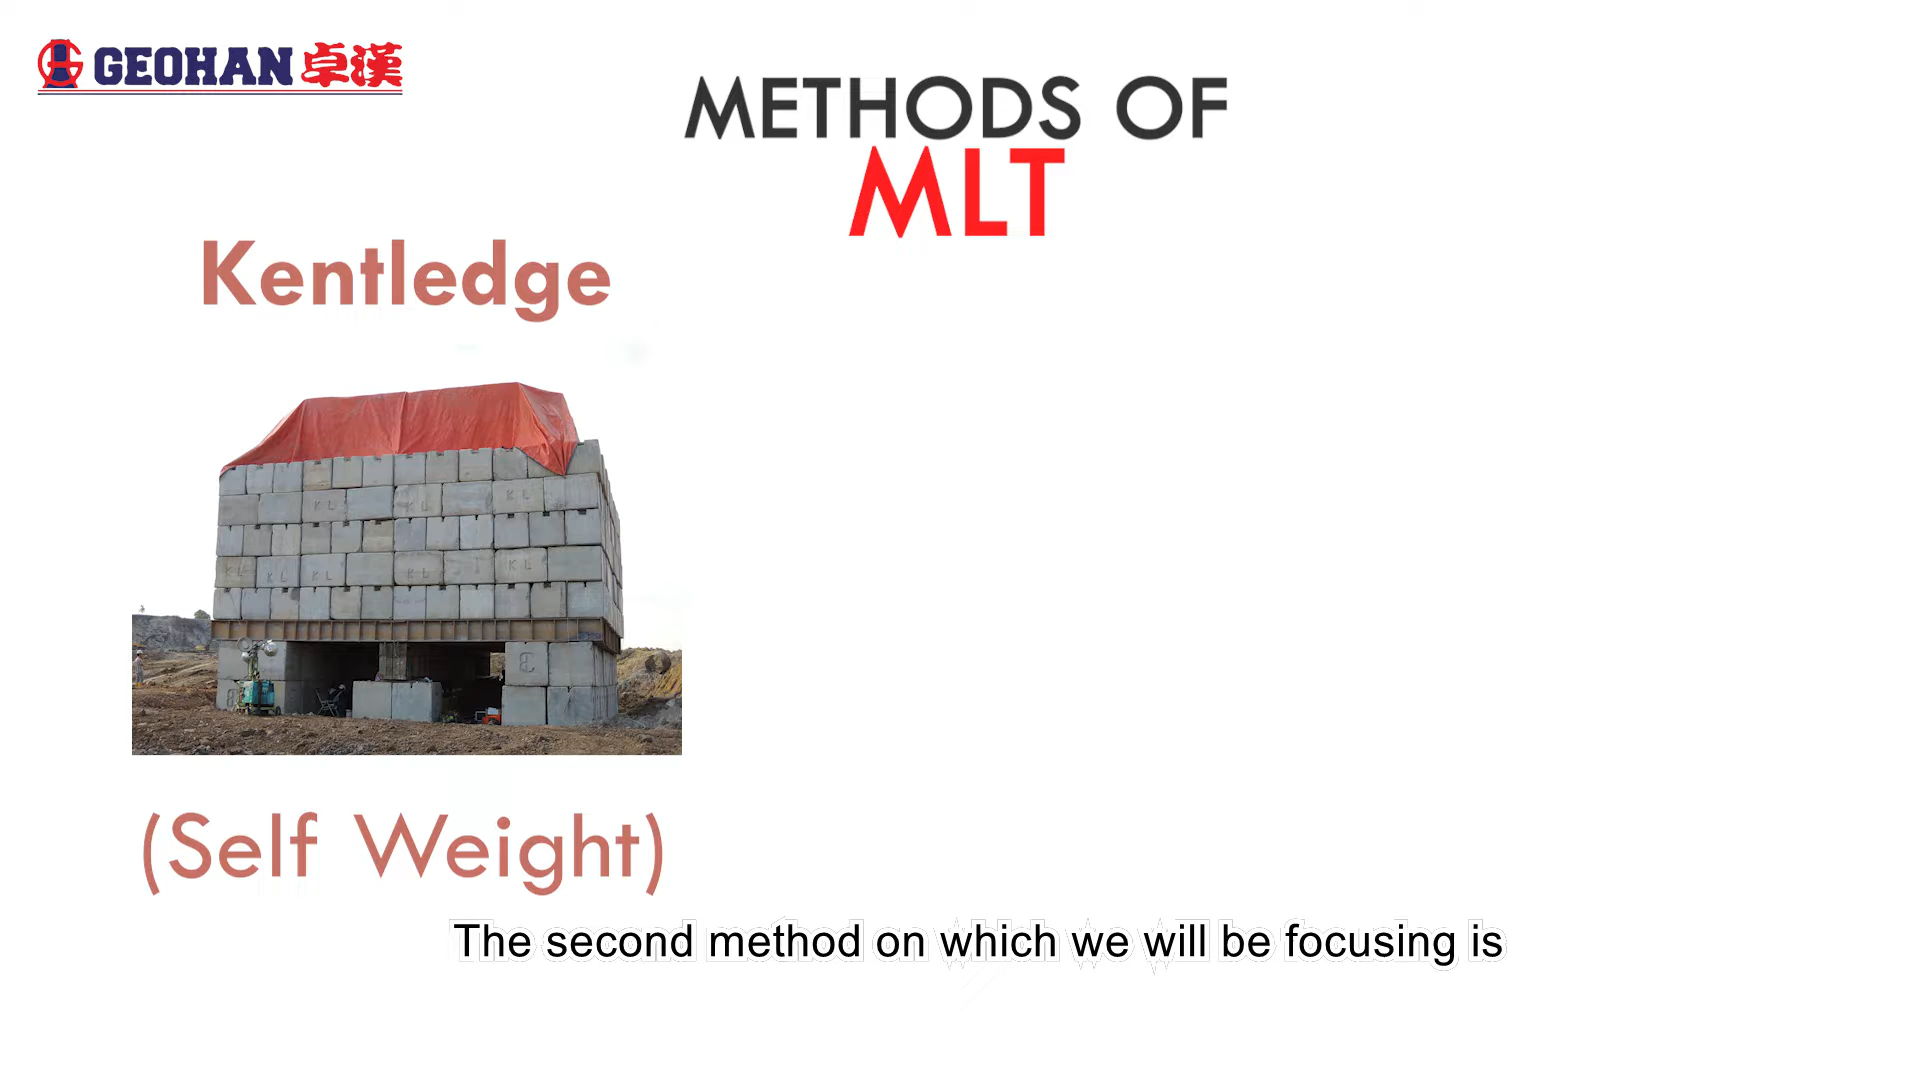 GEOHAN 卓漢
METHODS OF
MLT
Kentledge
K L
K L
K L
K L
K L
K L
K L
K L
(Self Weight)
The second method on which we will be focusing is